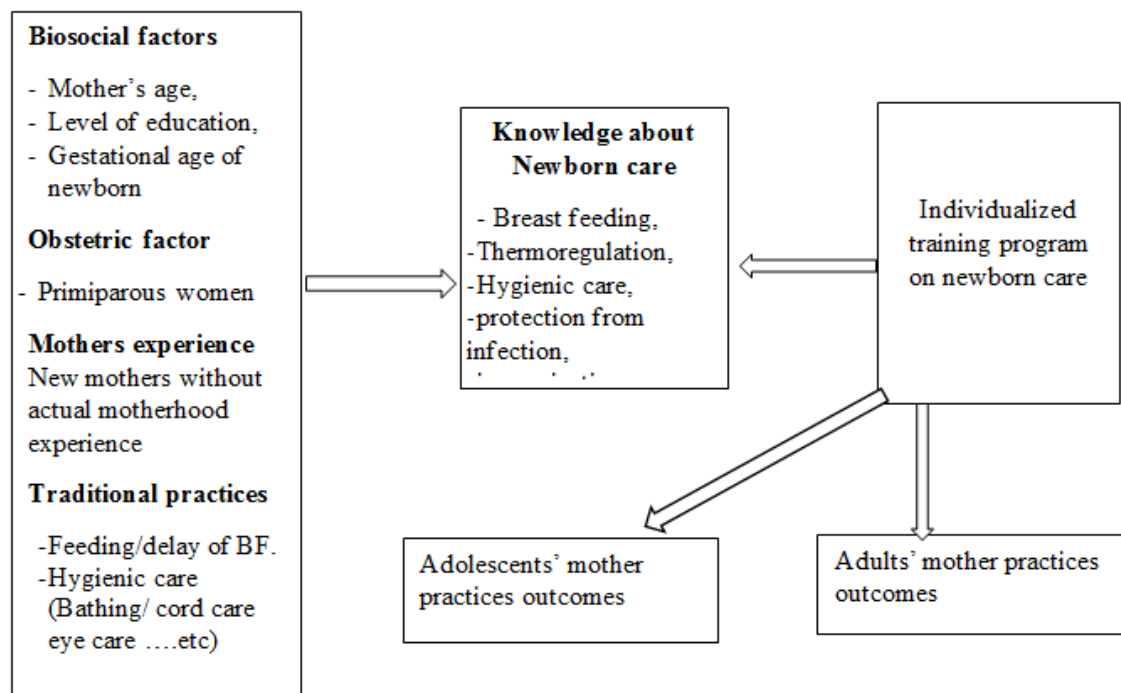 Biosocial factors
- Mother’s age,
- Level of education,
- Gestational age of
newborn
Obstetric factor
- Primiparous women
Mothers experience
New mothers without
actual motherhood
experience
Traditional practices
-Feeding/delay of BF.
-Hygienic care
(Bathing/ cord care
eye care ….etc)
Knowledge about
Newborn care
- Breast feeding,
-Thermoregulation,
-Hygienic care,
-protection from
infection,
Individualized
training program
on newborn care
Adolescents’ mother
practices outcomes
Adults’ mother practices
outcomes